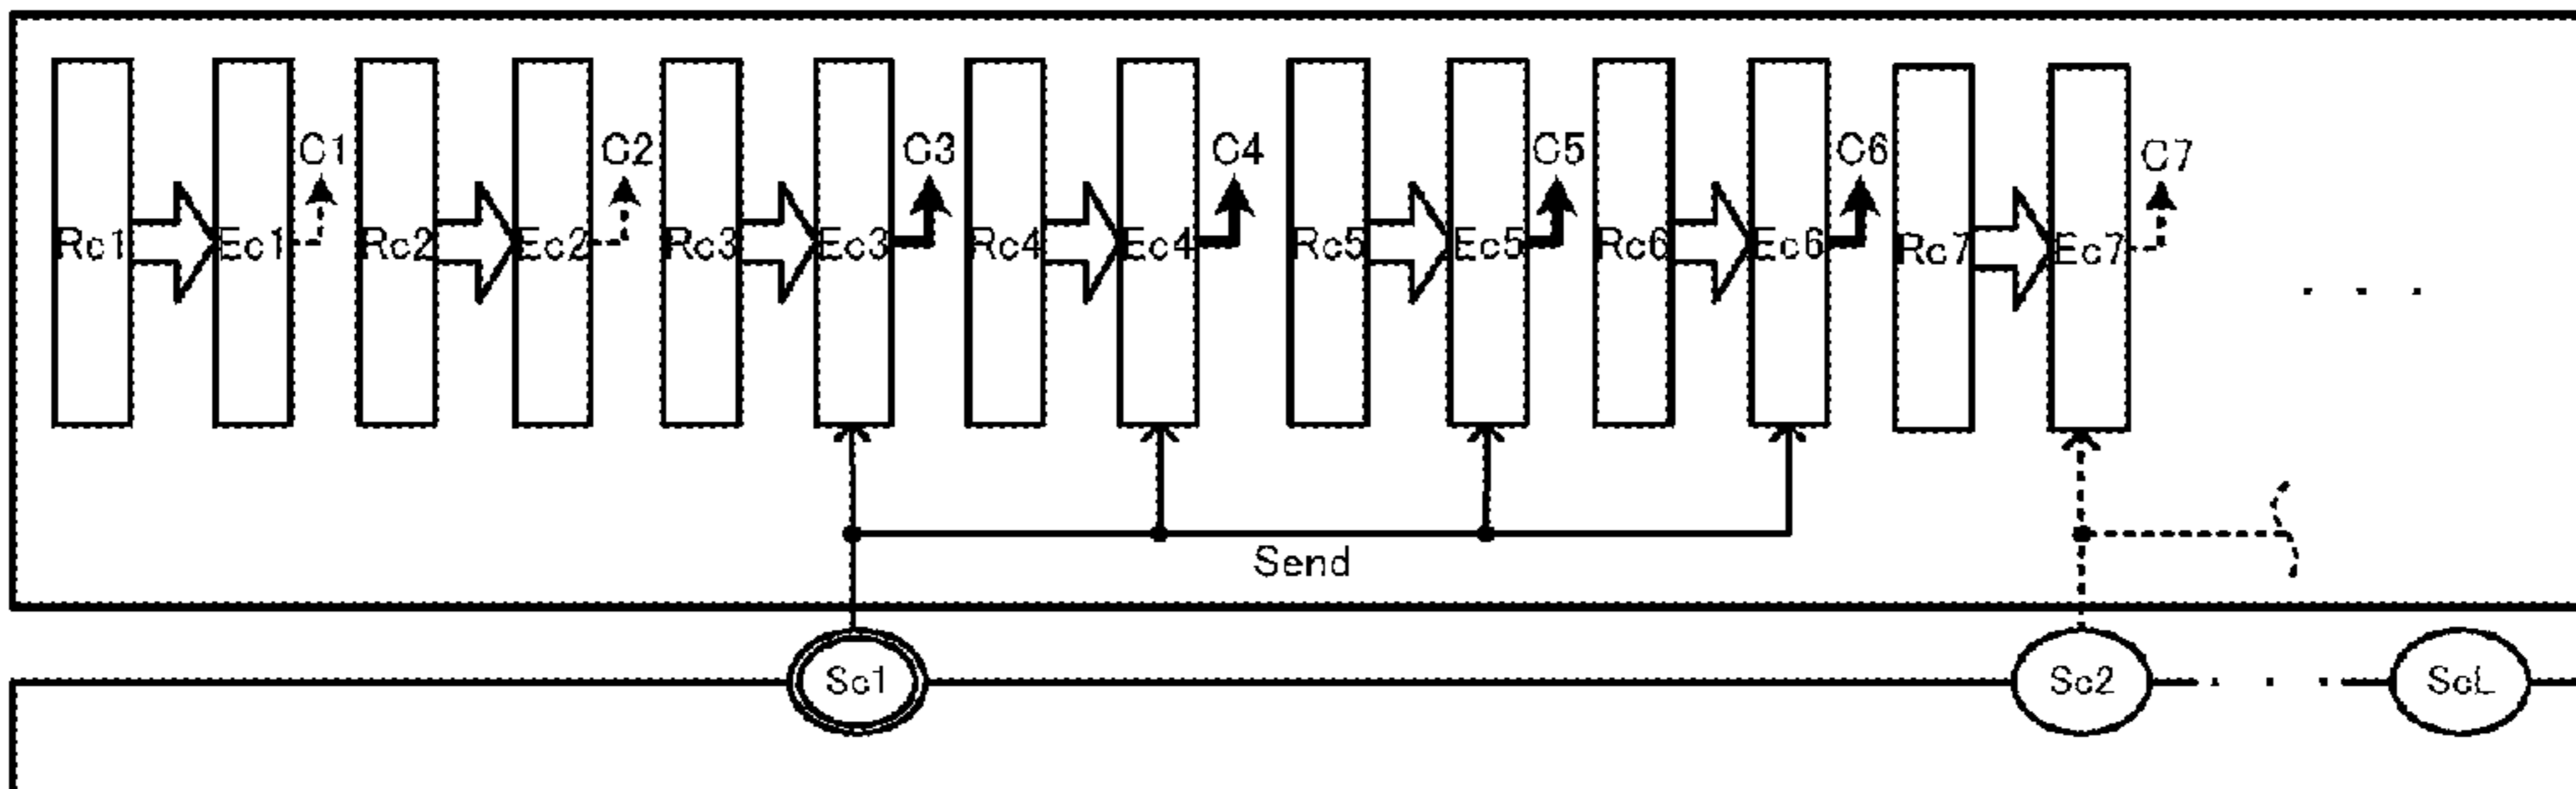 C1 C2 C3 C4 C5 C6 C7
Rc1 Ec1 Rc2 Ec2 Rc3 Ec3 Rc4 Ec4 Rc5 Ec5 Rc6 Ec6 Rc7 Ec7
. . .
Send
Sc1 Sc2 . . . ScL